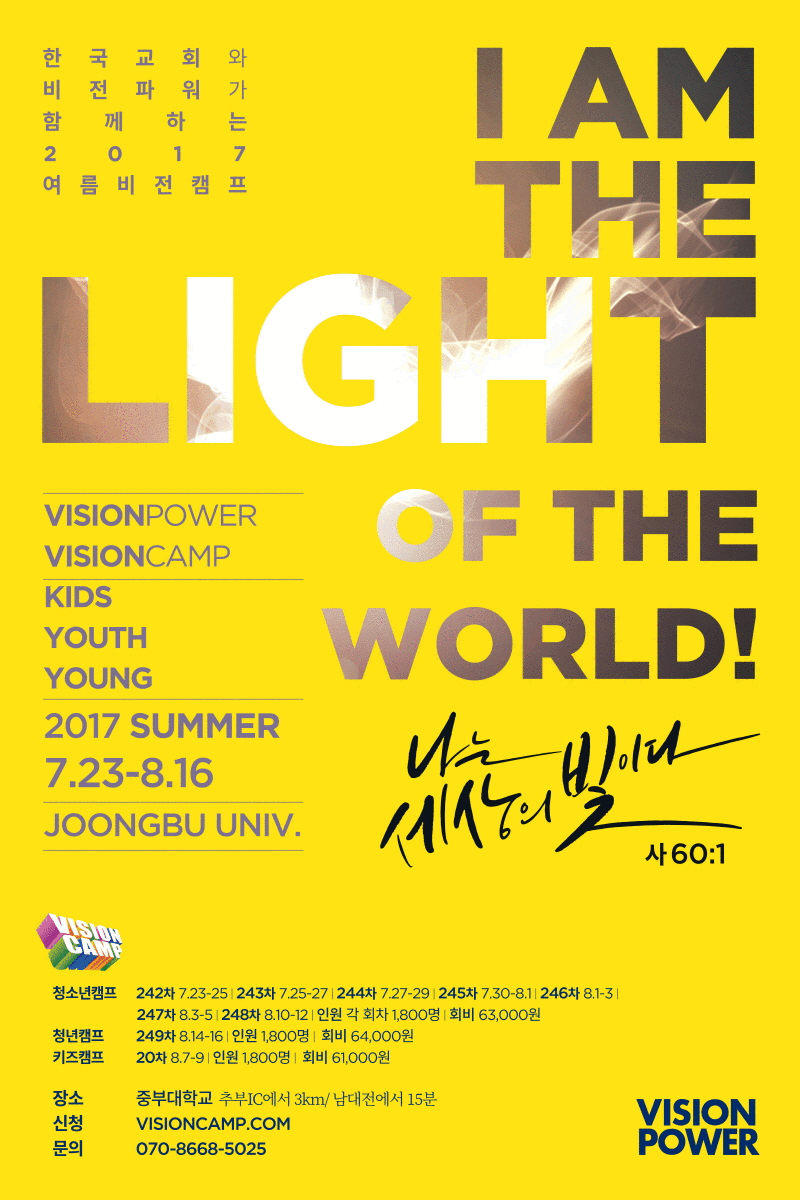 한국교회와
비전파워가
함께하는
2017
여름비전캠프
I AM
THE
LIGHT
OF THE
WORLD!
VISIONPOWER
VISIONCAMP
KIDS
YOUTH
YOUNG
2017 SUMMER
7.23-8.16
JOONGBU UNIV.
나는
세상의 빛이다
사 60:1
VISION
CAMP
청소년캠프 242차 7.23-25 | 243차 7.25-27 | 244차 7.27-29 | 245차 7.30-8.1 | 246차 8.1-3 |
247차 8.3-5 | 248차 8.10-12 | 인원 각 회차 1,800명 | 회비 63,000원
청년캠프 249차 8.14-16 | 인원 1,800명 | 회비 64,000원
키즈캠프 20차 8.7-9 | 인원 1,800명 | 회비 61,000원
장소 중부대학교 추부IC에서 3km/ 남대전에서 15분
신청 VISIONCAMP.COM
문의 070-8668-5025
VISION
POWER